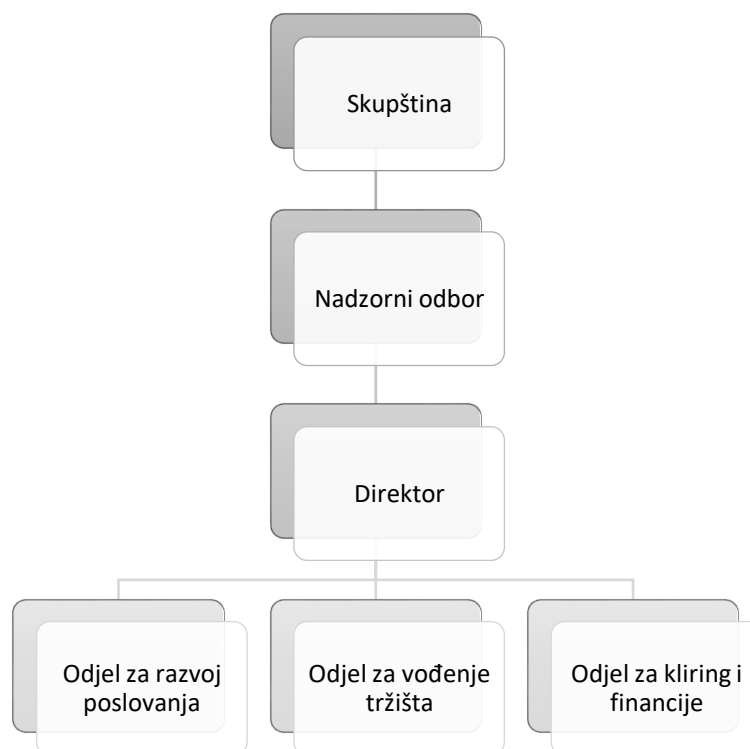 Skupština
Nadzorni odbor
Direktor
Odjel za razvoj
poslovanja
Odjel za vođenje
tržišta
Odjel za kliring i
financije